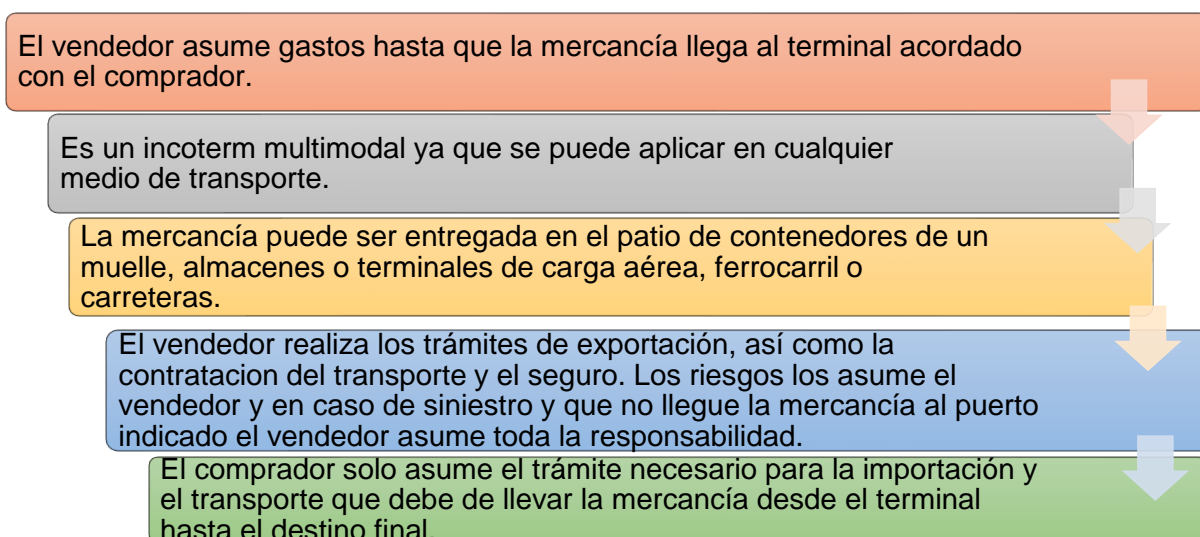 El vendedor asume gastos hasta que la mercancía llega al terminal acordado
con el comprador.
Es un incoterm multimodal ya que se puede aplicar en cualquier
medio de transporte.
La mercancía puede ser entregada en el patio de contenedores de un
muelle, almacenes o terminales de carga aérea, ferrocarril o
carreteras.
El vendedor realiza los trámites de exportación, así como la
contratacion del transporte y el seguro. Los riesgos los asume el
vendedor y en caso de siniestro y que no llegue la mercancía al puerto
indicado el vendedor asume toda la responsabilidad.
El comprador solo asume el trámite necesario para la importación y
el transporte que debe de llevar la mercancía desde el terminal
hasta el destino final.